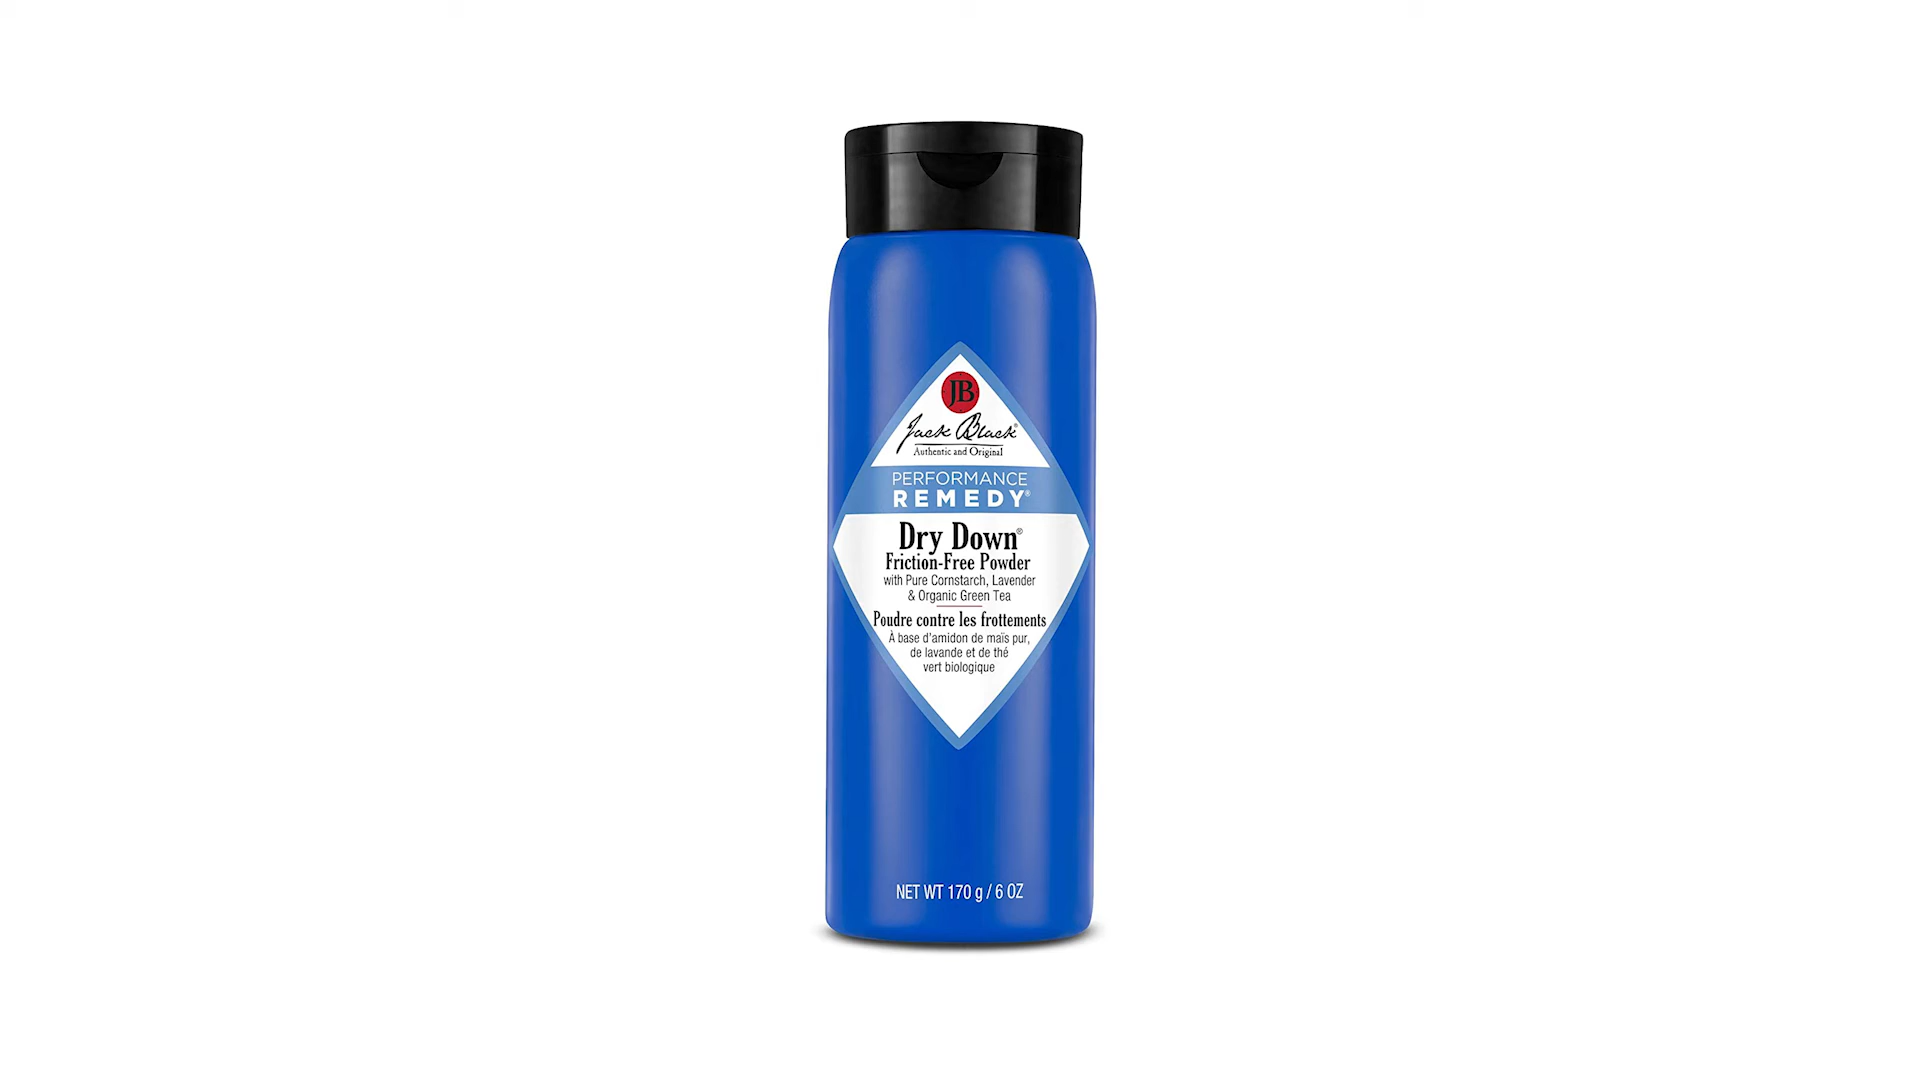 JB
Jack Black®
Authentic and Original
PERFORMANCE
REMEDY®
Dry Down®
Friction-Free Powder
with Pure Cornstarch, Lavender
& Organic Green Tea
Poudre contre les frottements
À base d'amidon de maïs pur,
de lavande et de thé
vert biologique
NET WT 170 g / 6 OZ